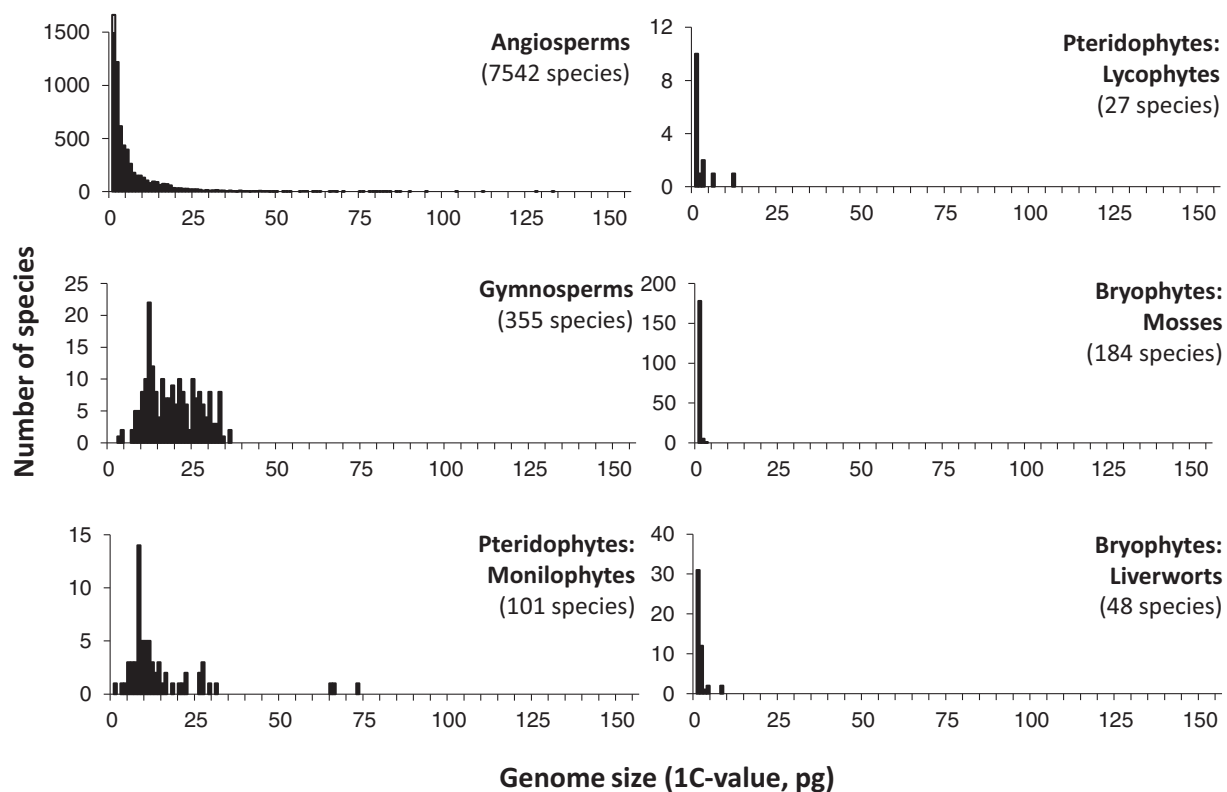 1500
1000
500
0
0 25 50 75 100 125 150
Angiosperms
(7542 species)
12
8
4
0
0 25 50 75 100 125 150
Pteridophytes:
Lycophytes
(27 species)
Number of species
25
20
15
10
5
0
0 25 50 75 100 125 150
Gymnosperms
(355 species)
200
150
100
50
0
0 25 50 75 100 125 150
Bryophytes:
Mosses
(184 species)
15
10
5
0
0 25 50 75 100 125 150
Pteridophytes:
Monilophytes
(101 species)
40
30
20
10
0
0 25 50 75 100 125 150
Bryophytes:
Liverworts
(48 species)
Genome size (1C-value, pg)